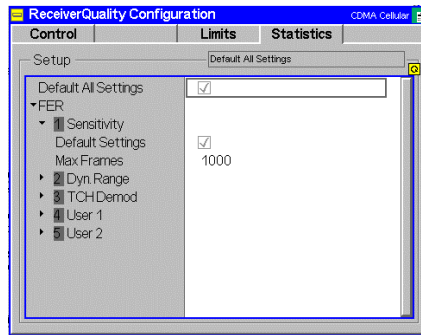 ReceiverQuality Configuration CDMA Cellular
Control Limits Statistics
Setup Default All Settings
Default All Settings
FER
1 Sensitivity
Default Settings
Max Frames 1000
2 Dyn. Range
3 TCH Demod
4 User 1
5 User 2